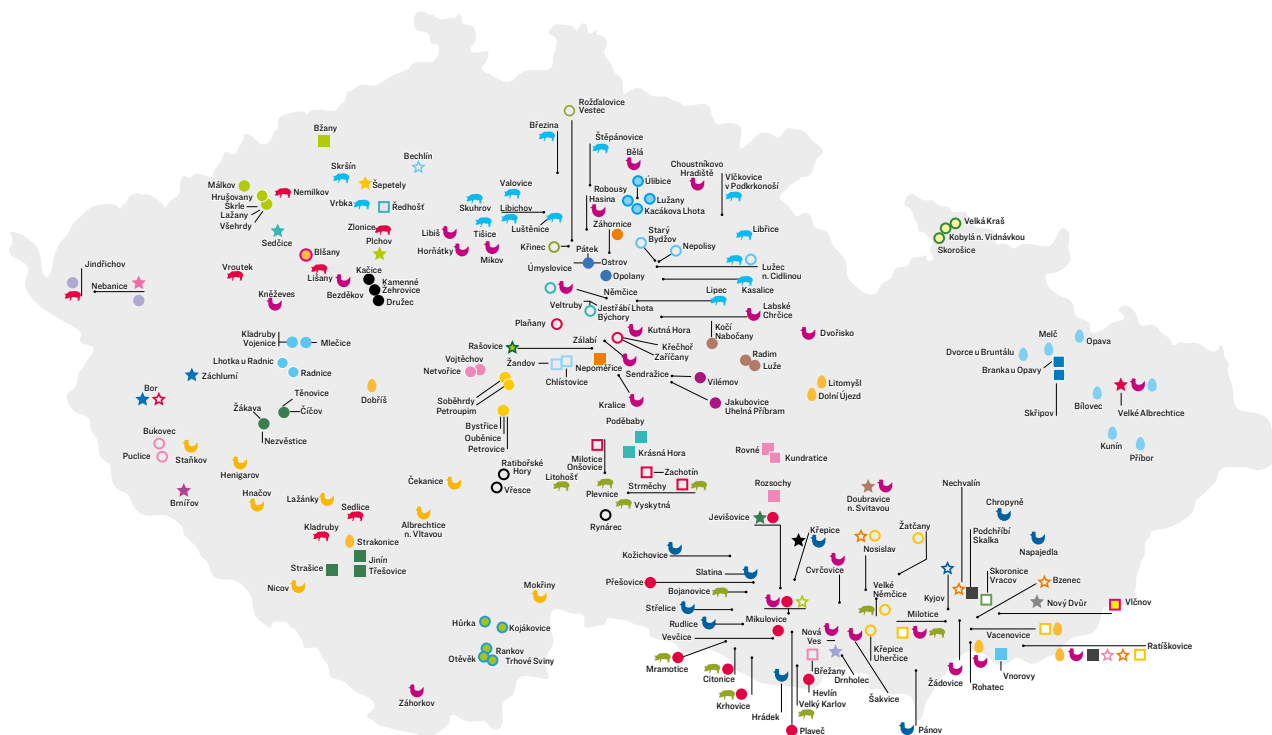 Rožďalovice
Vestec
Březina
Štěpánovice
Bžany
Bělá
Bechlín
Choustníkovo
Hradiště
Skršín
Vlčkovice
v Podkrkonoší
Málkov
Nemilkov
Šepetely
Valovice
Robousy
Úlibice
Hrušovany
Škrle
Lažany
Všehrdy
Vrbka
Ředhošť
Skuhrov
Libichov
Hasina
Lužany
Kacákova Lhota
Velká Kraš
Kobylá n. Vidnávkou
Skorošice
Sedčice
Zlonice
Plchov
Libiš
Tišice
Luštěnice
Záhornice
Starý
Bydžov
Libřice
Horňátky
Mikov
Křinec
Pátek
Nepolisy
Blšany
Ostrov
Jindřichov
Vroutek
Lišany
Kačice
Úmyslovice
Opolany
Lužec
n. Cidlinou
Nebanice
Bezděkov
Kamenné
Žehrovice
Družec
Němčice
Lipec
Kasalice
Kněževes
Veltruby
Jestřábí Lhota
Býchory
Labské
Chrčice
Plaňany
Kutná Hora
Kočí
Nabočany
Dvořisko
Melč
Opava
Kladruby
Vojenice
Mlečice
Rašovice
Zálabí
Křečhoř
Zaříčany
Dvorce u Bruntálu
Lhotka u Radnic
Radnice
Vojtěchov
Netvořice
Žandov
Nepoměřice
Radim
Luže
Branka u Opavy
Záchlumí
Chlístovice
Sendražice
Vilémov
Litomyšl
Dolní Újezd
Bor
Těnovice
Dobříš
Soběhrdy
Petroupim
Kralice
Jakubovice
Uhelná Příbram
Skřipov
Bílovec
Velké Albrechtice
Žákava
Číčov
Bystřice
Ouběnice
Petrovice
Poděbaby
Bukovec
Puclice
Staňkov
Nezvěstice
Milotice
Onšovice
Krásná Hora
Rovné
Kundratice
Kunín
Příbor
Henigarov
Ratibořské
Hory
Litohošť
Zachotín
Brnířov
Hnačov
Lažánky
Čekanice
Vřesce
Plevnice
Strměchy
Rozsochy
Nechvalín
Sedlice
Vyskytná
Doubravice
n. Svitavou
Chropyně
Kladruby
Albrechtice
n. Vltavou
Rynárec
Jevišovice
Křepice
Žatčany
Podchříbí
Skalka
Strakonice
Kožichovice
Nosislav
Napajedla
Strašice
Jinín
Třešovice
Slatina
Cvrčovice
Skoronice
Vracov
Bzenec
Nicov
Mokřiny
Přešovice
Bojanovice
Velké
Němčice
Kyjov
Nový Dvůr
Vlčnov
Střelice
Mikulovice
Milotice
Hůrka
Kojákovice
Rudlice
Vevčice
Nová
Ves
Vacenovice
Rankov
Otěvěk
Trhové Sviny
Mramotice
Křepice
Uherčice
Ratíškovice
Citonice
Břežany
Drnholec
Žádovice
Vnorovy
Hevlín
Rohatec
Záhorkov
Krhovice
Velký Karlov
Šakvice
Hrádek
Plaveč
Pánov